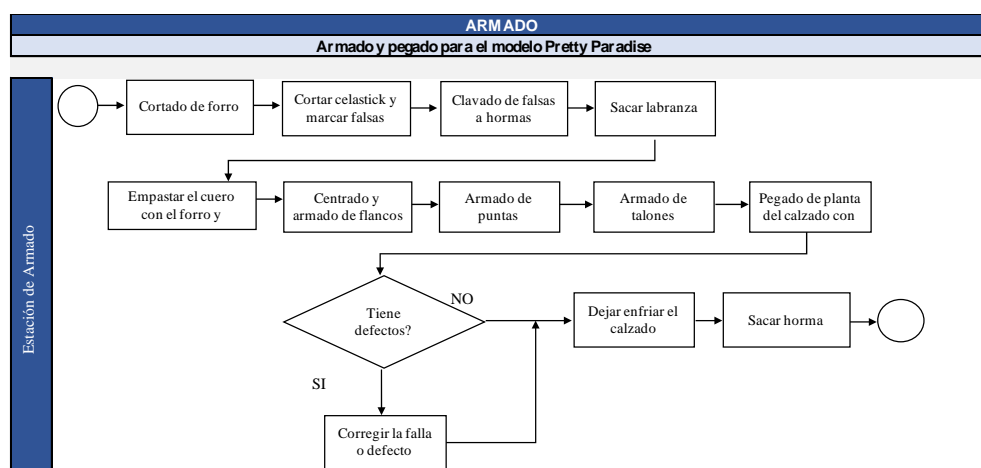 ARMADO
Armado y pegado para el modelo Pretty Paradise
Estación de Armado
Cortado de forro
Cortar celastick y
marcar falsas
Clavado de falsas
a hormas
Sacar labranza
Empastar el cuero
con el forro y
Centrado y
armado de flancos
Armado de
puntas
Armado de
talones
Pegado de planta
del calzado con
Tiene
defectos?
NO
SI
Dejar enfriar el
calzado
Sacar horma
Corregir la falla
o defecto